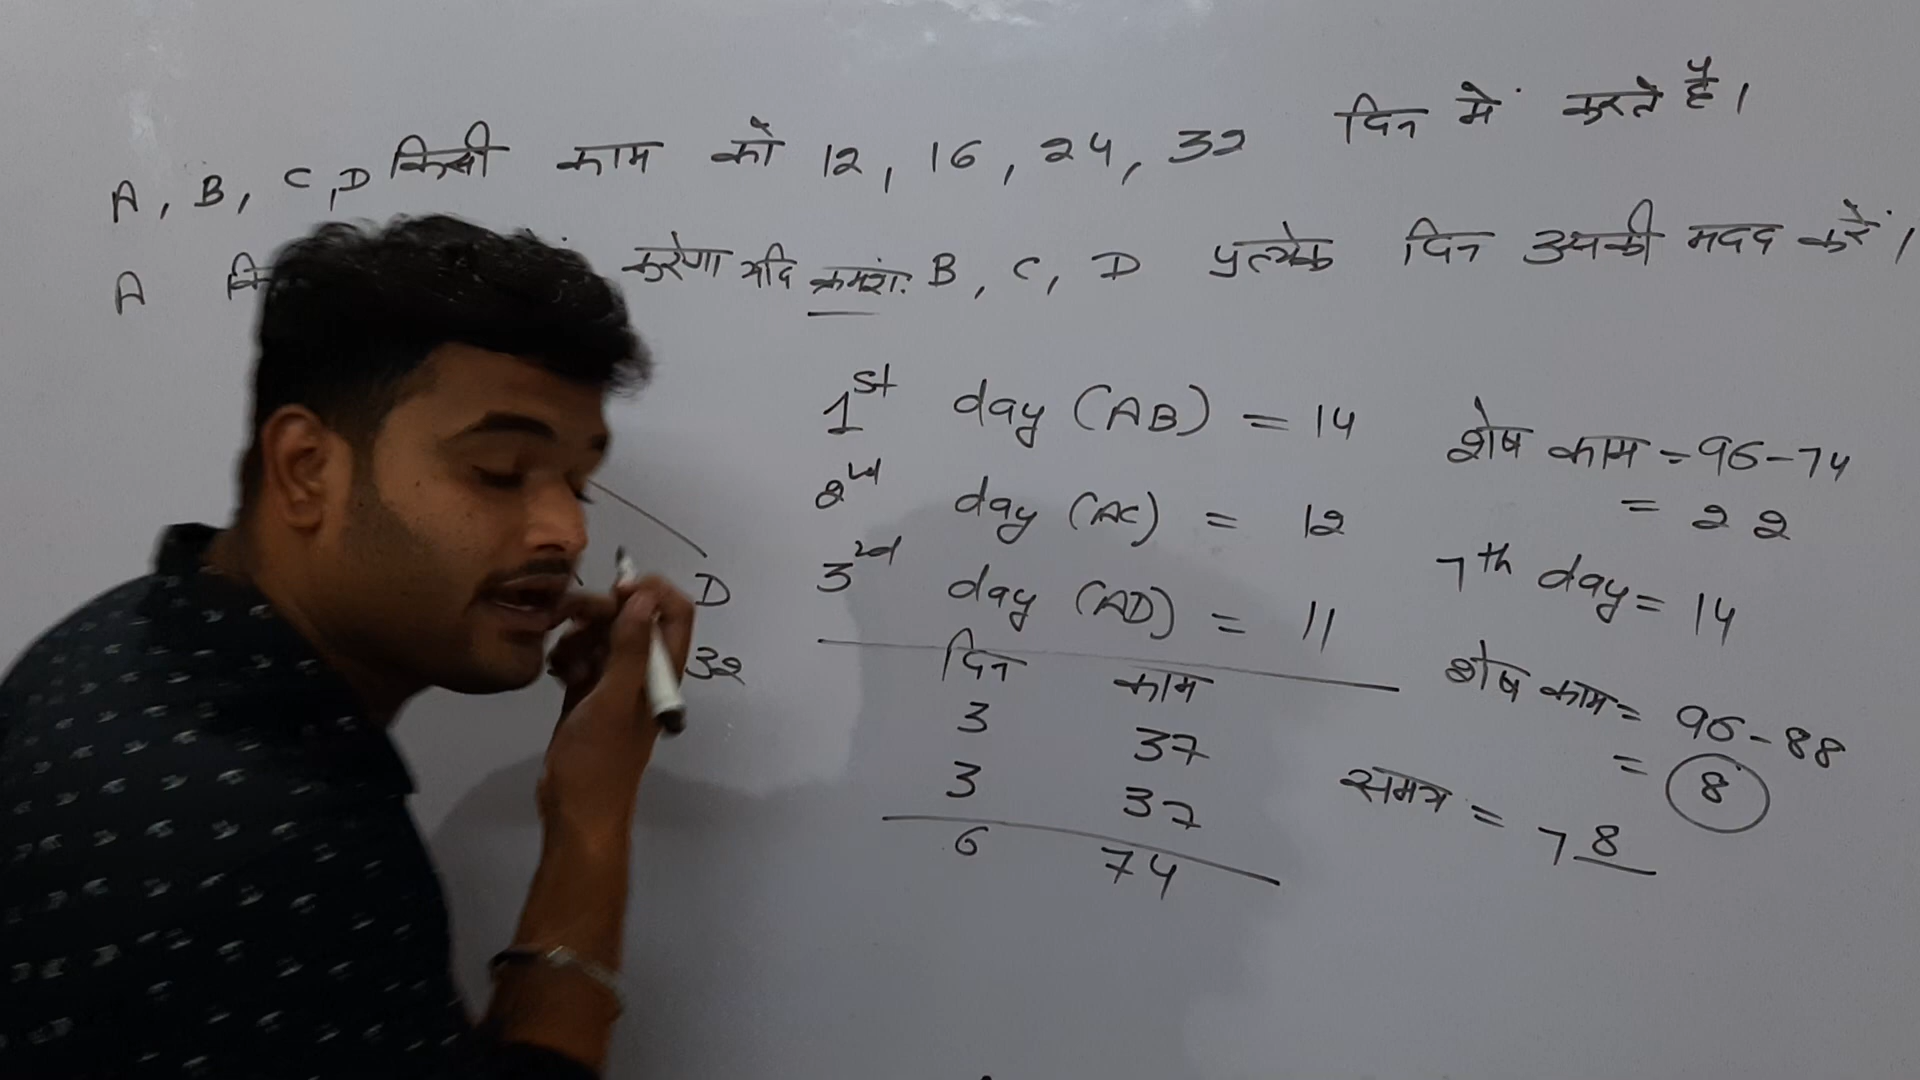 A, B, C, D किसी काम को 12, 16, 24, 32 दिन में करते हैं।
A करेगा यदि क्रमशः B, C, D प्रत्येक दिन उसकी मदद करें।
1st day (AB) = 14
2nd day (AC) = 12
3rd day (AD) = 11
दिन काम
3 37
3 37
6 74
D
32
शेष काम = 96-74
= 22
7th day = 14
शेष काम = 96-88
= 8
समय = 7 8